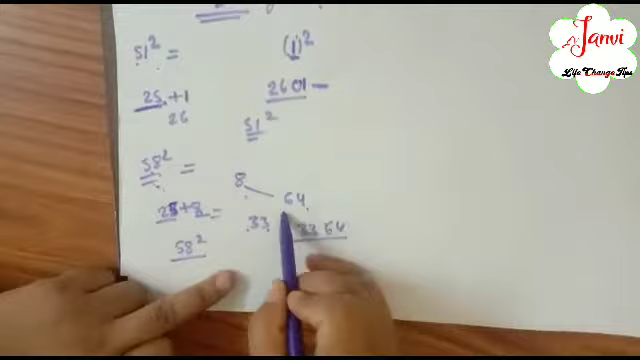 51² =
(1)²
25 + 1
26
2601
51²
58² =
8
64
25 + 8 =
33
3364
58²
Janvi
Life Change Tips